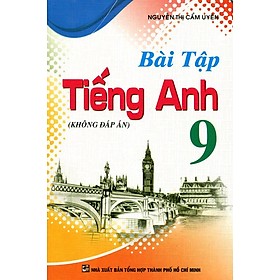 NGUYỄN THỊ CẨM UYÊN
Bài Tập
Tiếng Anh
(KHÔNG ĐÁP ÁN)
9
NHÀ XUẤT BẢN TỔNG HỢP THÀNH PHỐ HỒ CHÍ MINH